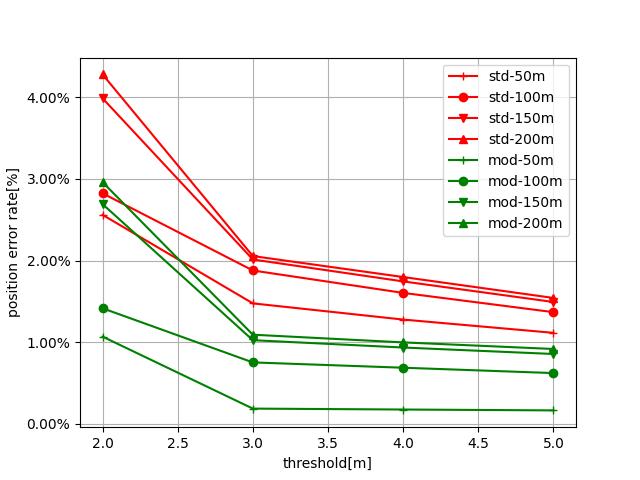 4.00%
3.00%
2.00%
1.00%
0.00%
position error rate[%]
2.0 2.5 3.0 3.5 4.0 4.5 5.0
threshold[m]
std-50m
std-100m
std-150m
std-200m
mod-50m
mod-100m
mod-150m
mod-200m